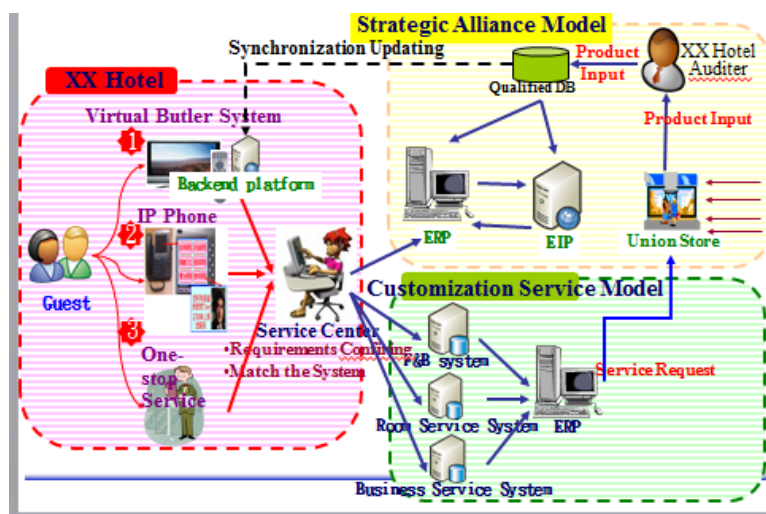 Strategic Alliance Model
Synchronization Updating
Product
Input
XX Hotel
Auditer
XX Hotel
Qualified DB
Virtual Butler System
1
Product Input
Backend platform
2
IP Phone
ERP
EIP
Union Store
Guest
Customization Service Model
3
Service Center
•Requirements Confiring
•Match the System
One-
stop
Service
F&B system
Service Request
Room Service System
ERP
Business Service System